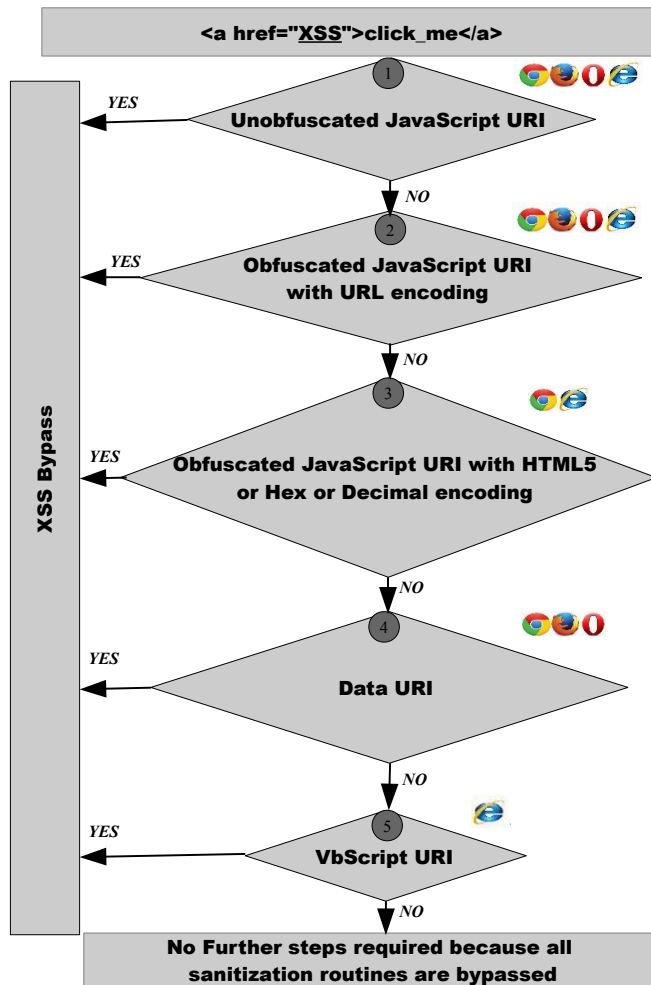 <a href="XSS">click_me</a>
1
YES
Unobfuscated JavaScript URI
NO
2
YES
Obfuscated JavaScript URI
with URL encoding
NO
3
YES
Obfuscated JavaScript URI with HTML5
or Hex or Decimal encoding
XSS Bypass
NO
4
YES
Data URI
NO
5
YES
VbScript URI
NO
No Further steps required because all
sanitization routines are bypassed